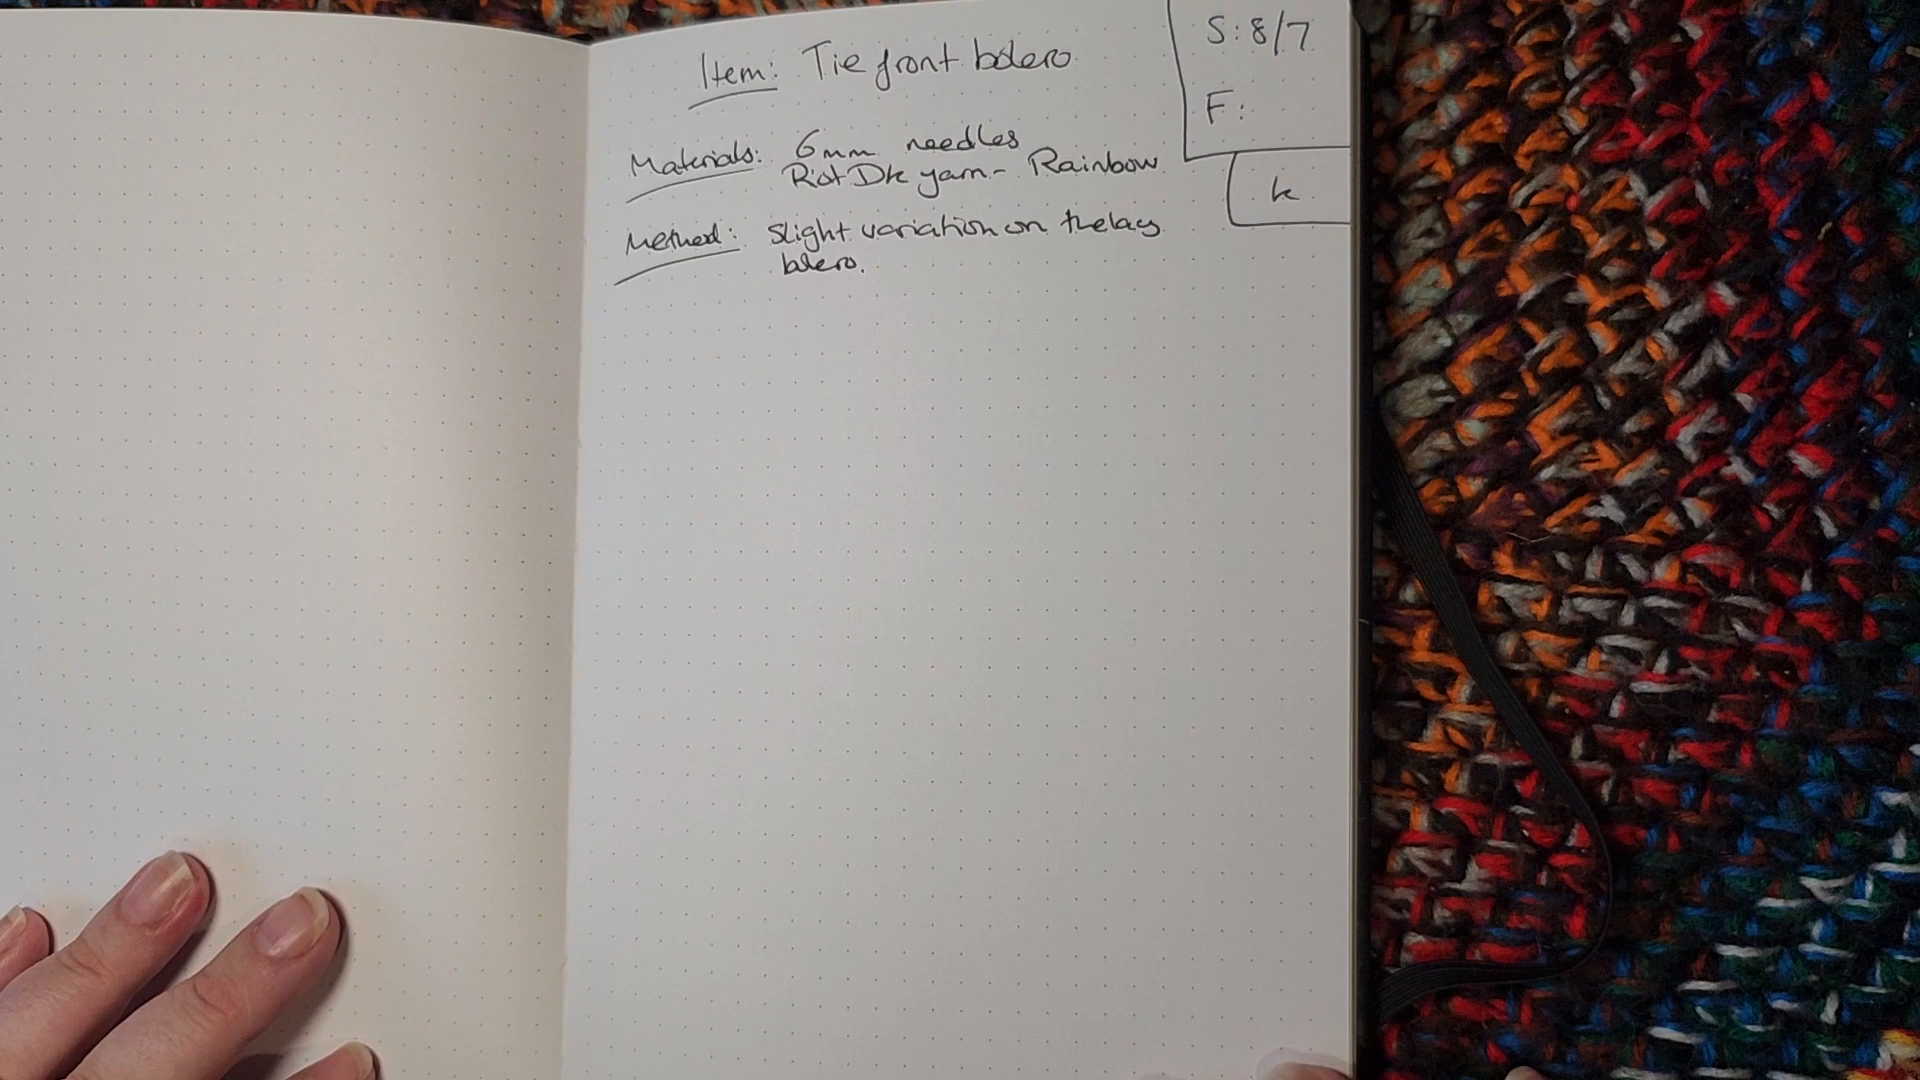 Item: Tie front bolero
S: 8/7
F:
Materials: 6mm needles
Riot Dk yarn - Rainbow
k
Method: Slight variation on the lacy
bolero.